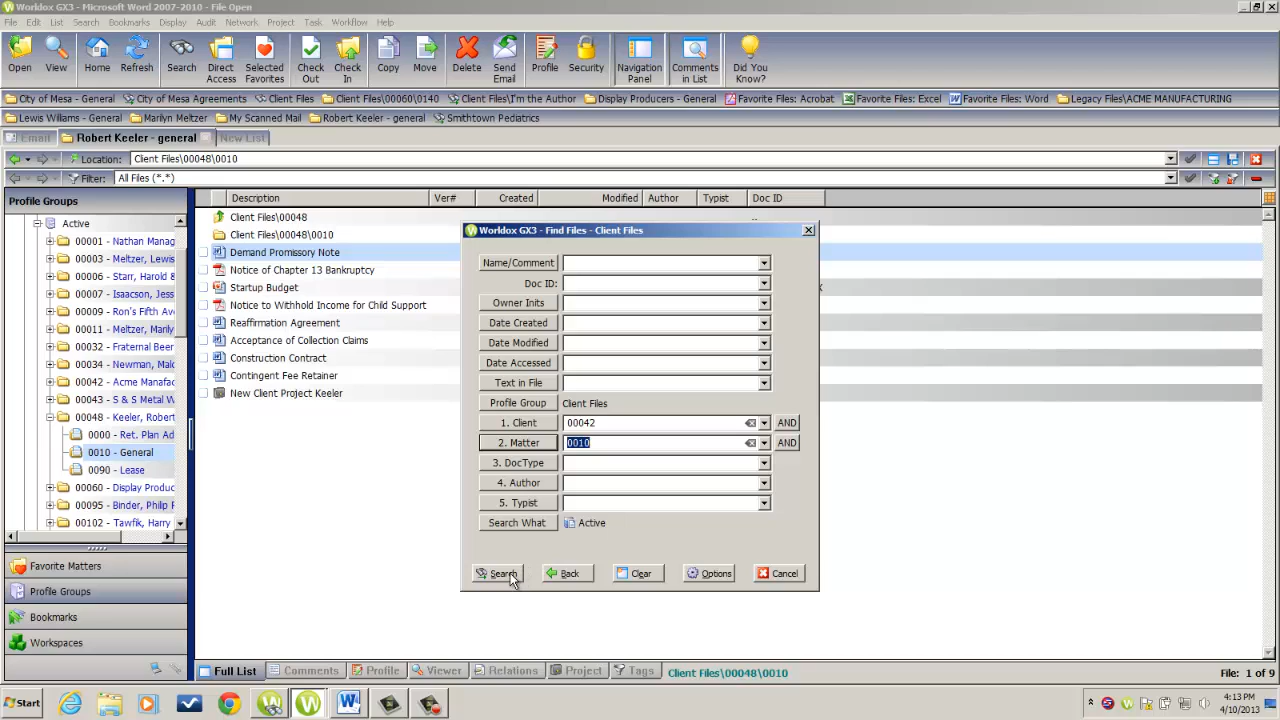 Worldox GX3 - Microsoft Word 2007-2010 - File Open
File Edit List Search Bookmarks Display Audit Network Project Task Workflow Help
Open View Home Refresh Search Direct Access Selected Favorites Check Out Check In Copy Move Delete Send Email Profile Security Navigation Panel Comments in List Did You Know?
City of Mesa - General City of Mesa Agreements Client Files Client Files\00060\0140 Client Files\I'm the Author Display Producers - General Favorite Files: Acrobat Favorite Files: Excel Favorite Files: Word Legacy Files\ACME MANUFACTURING
Lewis Williams - General Marilyn Meltzer My Scanned Mail Robert Keeler - general Smithtown Pediatrics
Email Robert Keeler - general New List
Location: Client Files\00048\0010
Filter: All Files (*.*)
Profile Groups
Active
00001 - Nathan Manag
00003 - Meltzer, Lewis
00006 - Starr, Harold &
00007 - Isaacson, Jess
00009 - Ron's Fifth Av
00011 - Meltzer, Marily
00032 - Fraternal Beer
00034 - Newman, Malc
00042 - Acme Manafac
00043 - S & S Metal W
00048 - Keeler, Robert
0000 - Ret. Plan Ad
0010 - General
0090 - Lease
00060 - Display Produc
00095 - Binder, Philip F
00102 - Tawfik, Harry
Favorite Matters
Profile Groups
Bookmarks
Workspaces
Description Ver# Created Modified Author Typist Doc ID
Client Files\00048
Client Files\00048\0010
Demand Promissory Note
Notice of Chapter 13 Bankruptcy
Startup Budget
Notice to Withhold Income for Child Support
Reaffirmation Agreement
Acceptance of Collection Claims
Construction Contract
Contingent Fee Retainer
New Client Project Keeler
Worldox GX3 - Find Files - Client Files
Name/Comment
Doc ID:
Owner Inits
Date Created
Date Modified
Date Accessed
Text in File
Profile Group Client Files
1. Client 00042 AND
2. Matter 0010 AND
3. DocType
4. Author
5. Typist
Search What Active
Search Back Clear Options Cancel
Full List Comments Profile Viewer Relations Project Tags Client Files\00048\0010 File: 1 of 9
Start 4:13 PM
4/10/2013